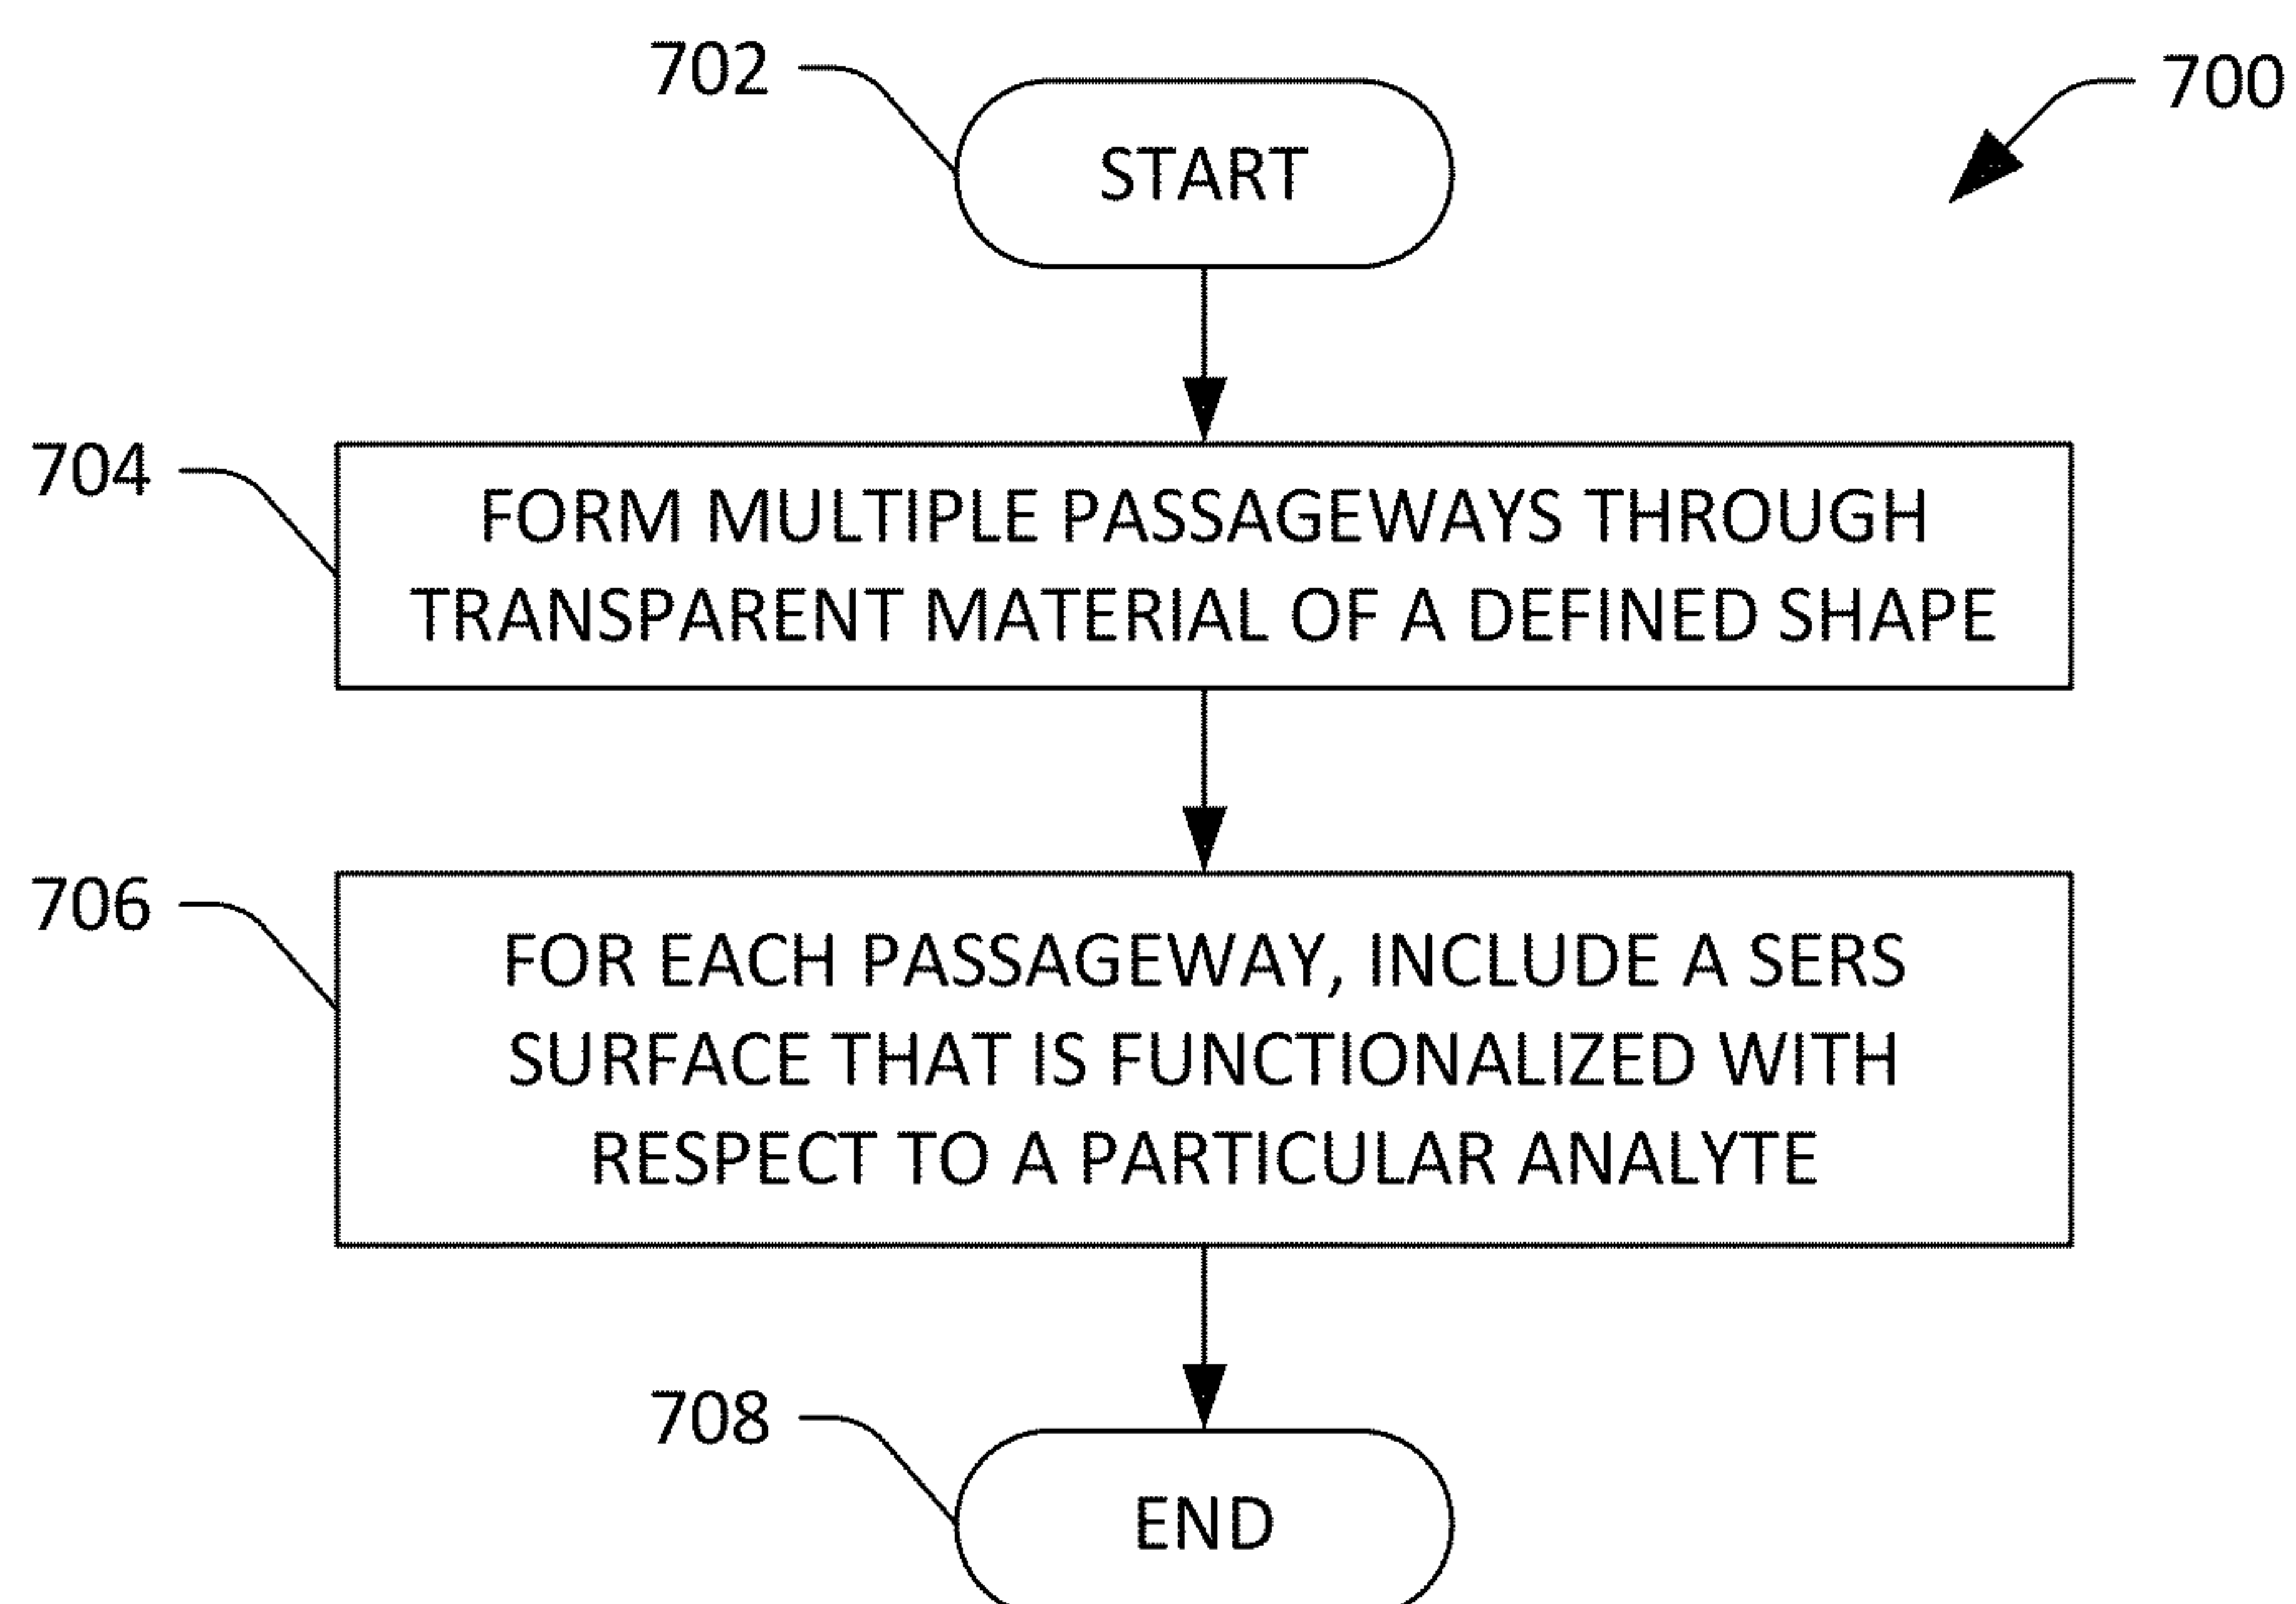 702
700
START
704
FORM MULTIPLE PASSAGEWAYS THROUGH
TRANSPARENT MATERIAL OF A DEFINED SHAPE
706
FOR EACH PASSAGEWAY, INCLUDE A SERS
SURFACE THAT IS FUNCTIONALIZED WITH
RESPECT TO A PARTICULAR ANALYTE
708
END